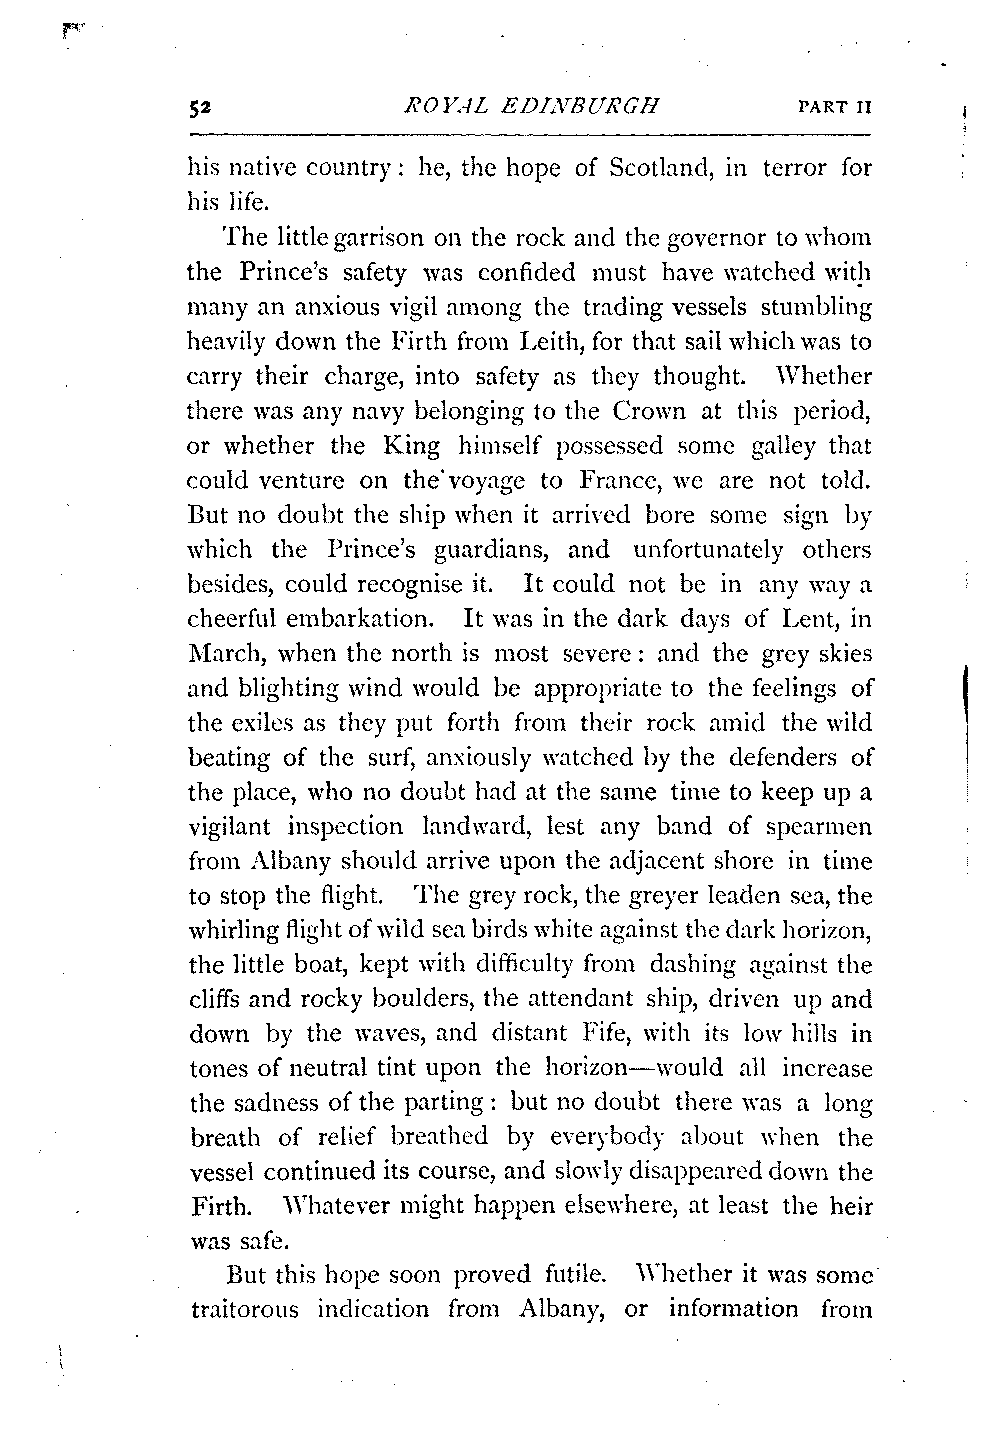 52 ROYAL EDINBURGH PART II
his native country : he, the hope of Scotland, in terror for
his life.
The little garrison on the rock and the governor to whom
the Prince's safety was confided must have watched with
many an anxious vigil among the trading vessels stumbling
heavily down the Firth from Leith, for that sail which was to
carry their charge, into safety as they thought. Whether
there was any navy belonging to the Crown at this period,
or whether the King himself possessed some galley that
could venture on the voyage to France, we are not told.
But no doubt the ship when it arrived bore some sign by
which the Prince's guardians, and unfortunately others
besides, could recognise it. It could not be in any way a
cheerful embarkation. It was in the dark days of Lent, in
March, when the north is most severe : and the grey skies
and blighting wind would be appropriate to the feelings of
the exiles as they put forth from their rock amid the wild
beating of the surf, anxiously watched by the defenders of
the place, who no doubt had at the same time to keep up a
vigilant inspection landward, lest any band of spearmen
from Albany should arrive upon the adjacent shore in time
to stop the flight. The grey rock, the greyer leaden sea, the
whirling flight of wild sea birds white against the dark horizon,
the little boat, kept with difficulty from dashing against the
cliffs and rocky boulders, the attendant ship, driven up and
down by the waves, and distant Fife, with its low hills in
tones of neutral tint upon the horizon—would all increase
the sadness of the parting : but no doubt there was a long
breath of relief breathed by everybody about when the
vessel continued its course, and slowly disappeared down the
Firth. Whatever might happen elsewhere, at least the heir
was safe.
But this hope soon proved futile. Whether it was some
traitorous indication from Albany, or information from